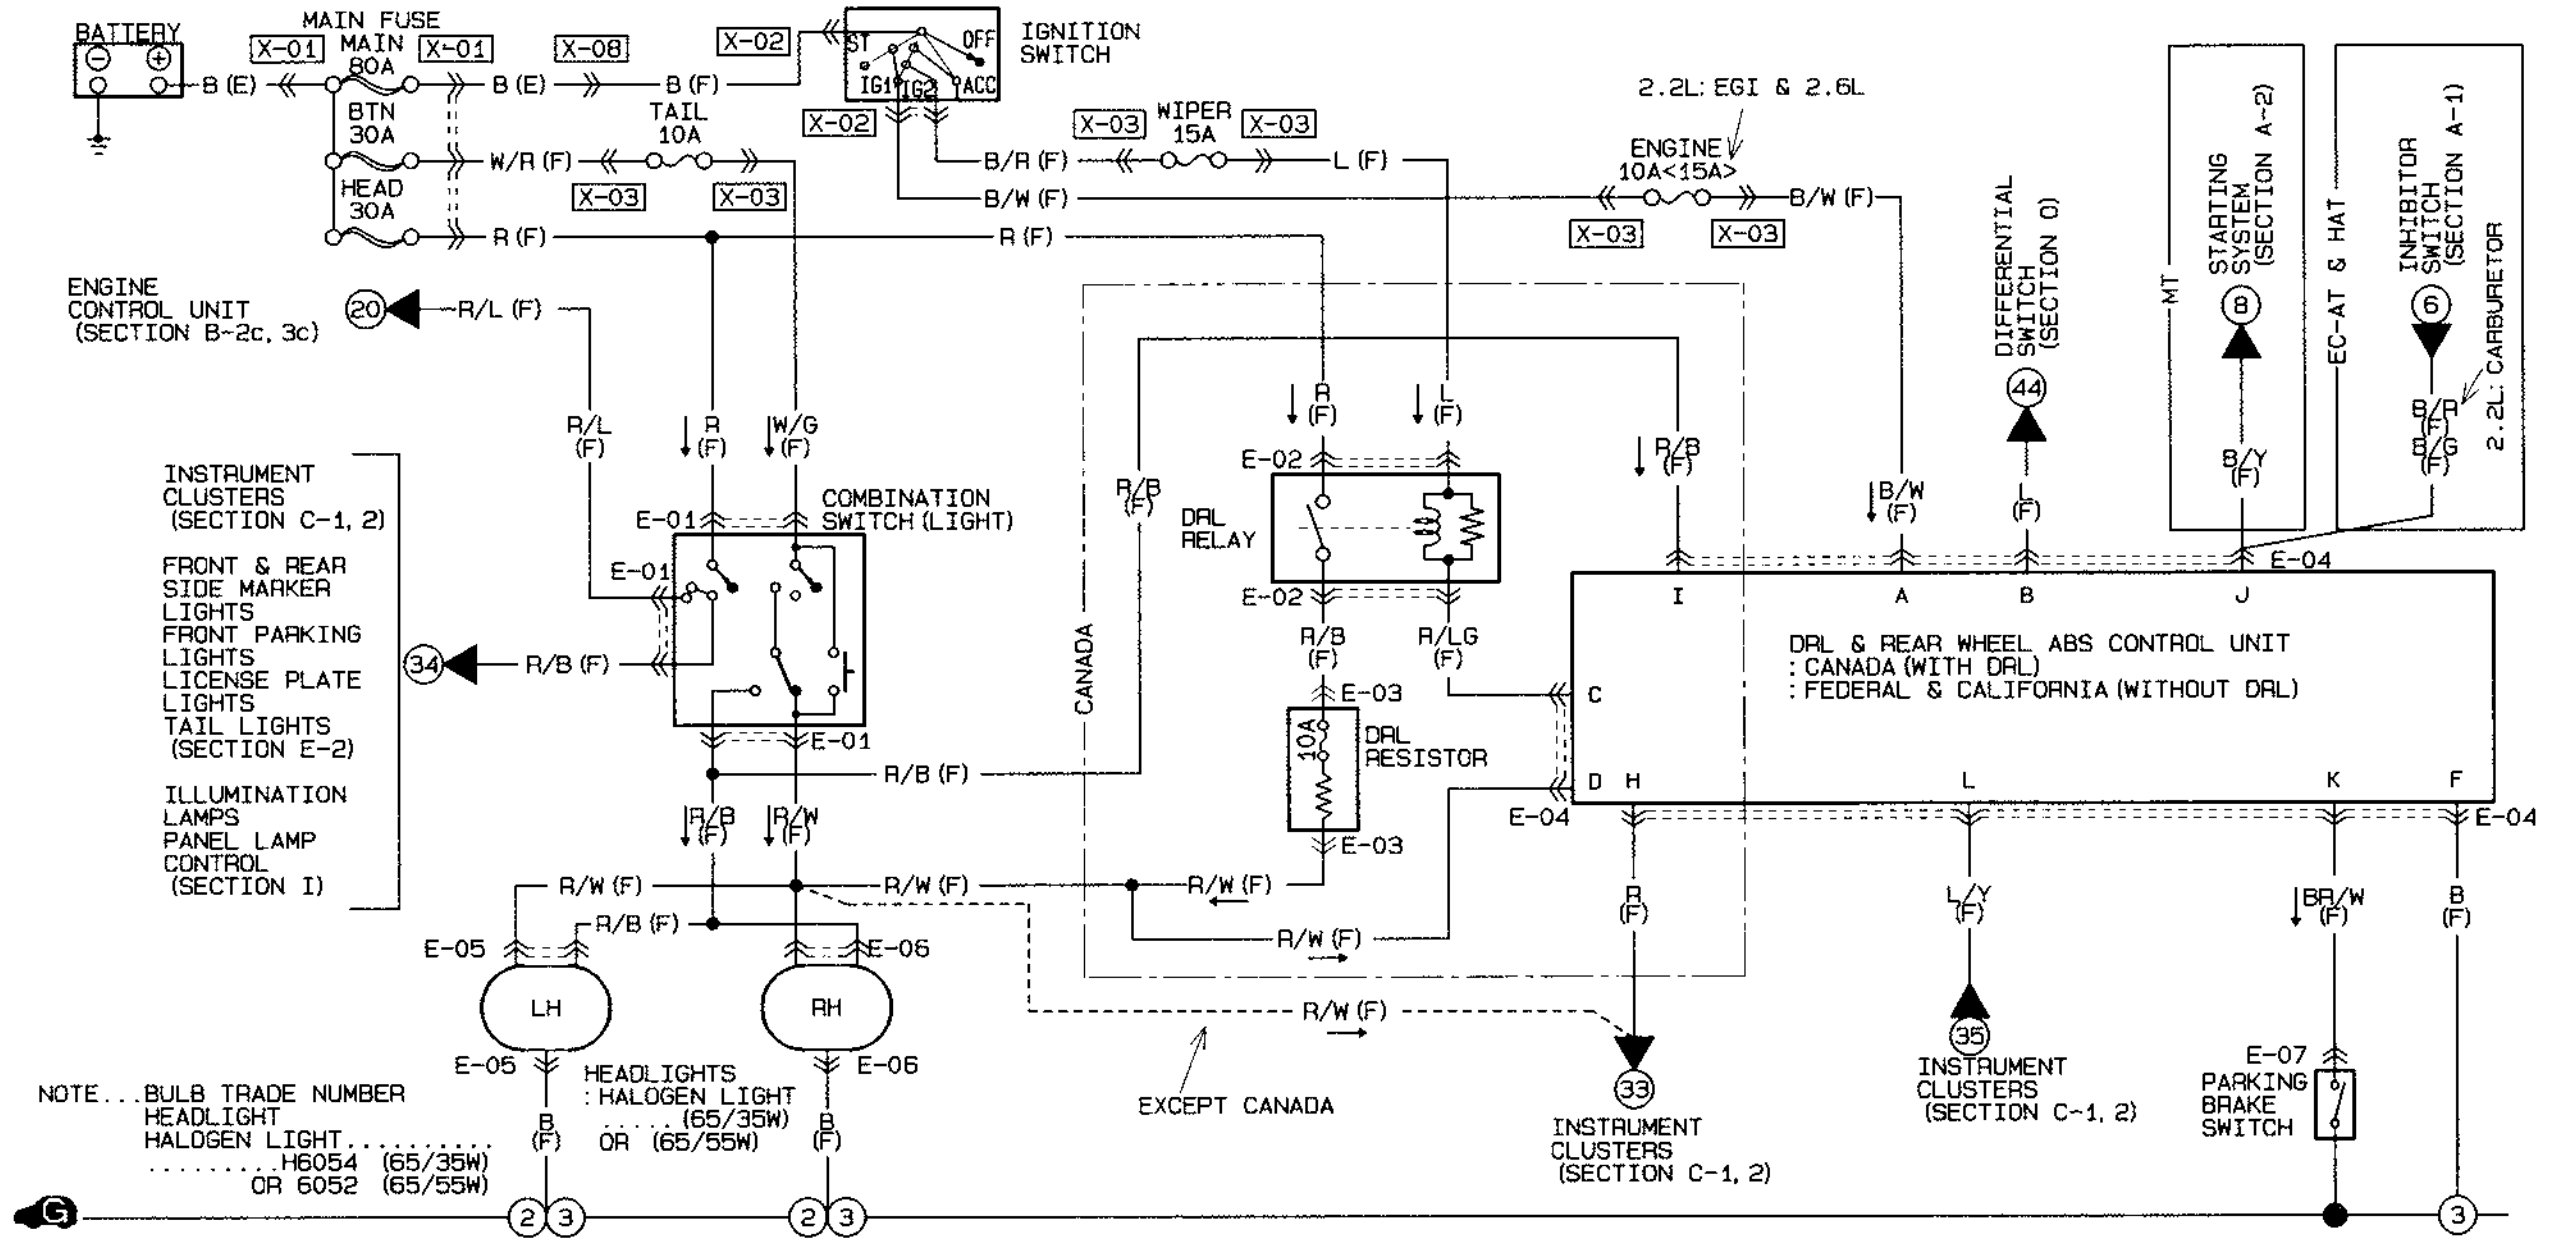 BATTERY
B (E)
X-01
MAIN FUSE
MAIN
80A
X-01
B (E)
X-08
B (F)
X-02
ST
OFF
IG1
IG2
ACC
IGNITION
SWITCH
X-02
BTN
30A
W/R (F)
TAIL
10A
X-03
X-03
HEAD
30A
R (F)
R (F)
B/R (F)
X-03
WIPER
15A
X-03
L (F)
B/W (F)
2.2L: EGI & 2.6L
ENGINE
10A<15A>
X-03
X-03
B/W (F)
DIFFERENTIAL
SWITCH
(SECTION O)
44
L
(F)
MT
STARTING
SYSTEM
(SECTION A-2)
8
B/Y
(F)
EC-AT & HAT
INHIBITOR
SWITCH
(SECTION A-1)
6
B/R
(F)
B/G
(F)
2.2L: CARBURETOR
ENGINE
CONTROL UNIT
(SECTION B-2c, 3c)
20
R/L (F)
R/L
(F)
R
(F)
W/G
(F)
INSTRUMENT
CLUSTERS
(SECTION C-1, 2)
FRONT & REAR
SIDE MARKER
LIGHTS
FRONT PARKING
LIGHTS
LICENSE PLATE
LIGHTS
TAIL LIGHTS
(SECTION E-2)
ILLUMINATION
LAMPS
PANEL LAMP
CONTROL
(SECTION I)
34
R/B (F)
E-01
COMBINATION
SWITCH (LIGHT)
E-01
E-01
R/B (F)
R/B
(F)
R/W
(F)
R/B
(F)
CANADA
R
(F)
L
(F)
E-02
DRL
RELAY
E-02
R/B
(F)
R/LG
(F)
E-03
10A
DRL
RESISTOR
E-03
R/B
(F)
B/W
(F)
E-04
I
A
B
J
DRL & REAR WHEEL ABS CONTROL UNIT
: CANADA (WITH DRL)
: FEDERAL & CALIFORNIA (WITHOUT DRL)
C
D
H
L
K
F
E-04
E-04
R/W (F)
R/W (F)
R/W (F)
R/B (F)
R/W (F)
E-05
E-06
LH
RH
E-05
E-06
R/W (F)
EXCEPT CANADA
R
(F)
33
INSTRUMENT
CLUSTERS
(SECTION C-1, 2)
L/Y
(F)
35
INSTRUMENT
CLUSTERS
(SECTION C-1, 2)
BR/W
(F)
E-07
PARKING
BRAKE
SWITCH
B
(F)
HEADLIGHTS
: HALOGEN LIGHT
..... (65/35W)
OR (65/55W)
B
(F)
B
(F)
NOTE...BULB TRADE NUMBER
HEADLIGHT
HALOGEN LIGHT..........
.........H6054 (65/35W)
OR 6052 (65/55W)
G
2
3
2
3
3